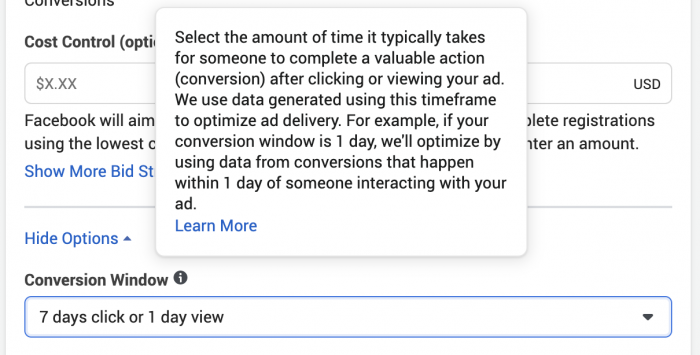 Conversions
Cost Control (opti
$X.XX
USD
Facebook will aim
plete registrations
using the lowest
nter an amount.
Show More Bid St
Select the amount of time it typically takes
for someone to complete a valuable action
(conversion) after clicking or viewing your ad.
We use data generated using this timeframe
to optimize ad delivery. For example, if your
conversion window is 1 day, we'll optimize by
using data from conversions that happen
within 1 day of someone interacting with your
ad.
Learn More
Hide Options
Conversion Window
7 days click or 1 day view